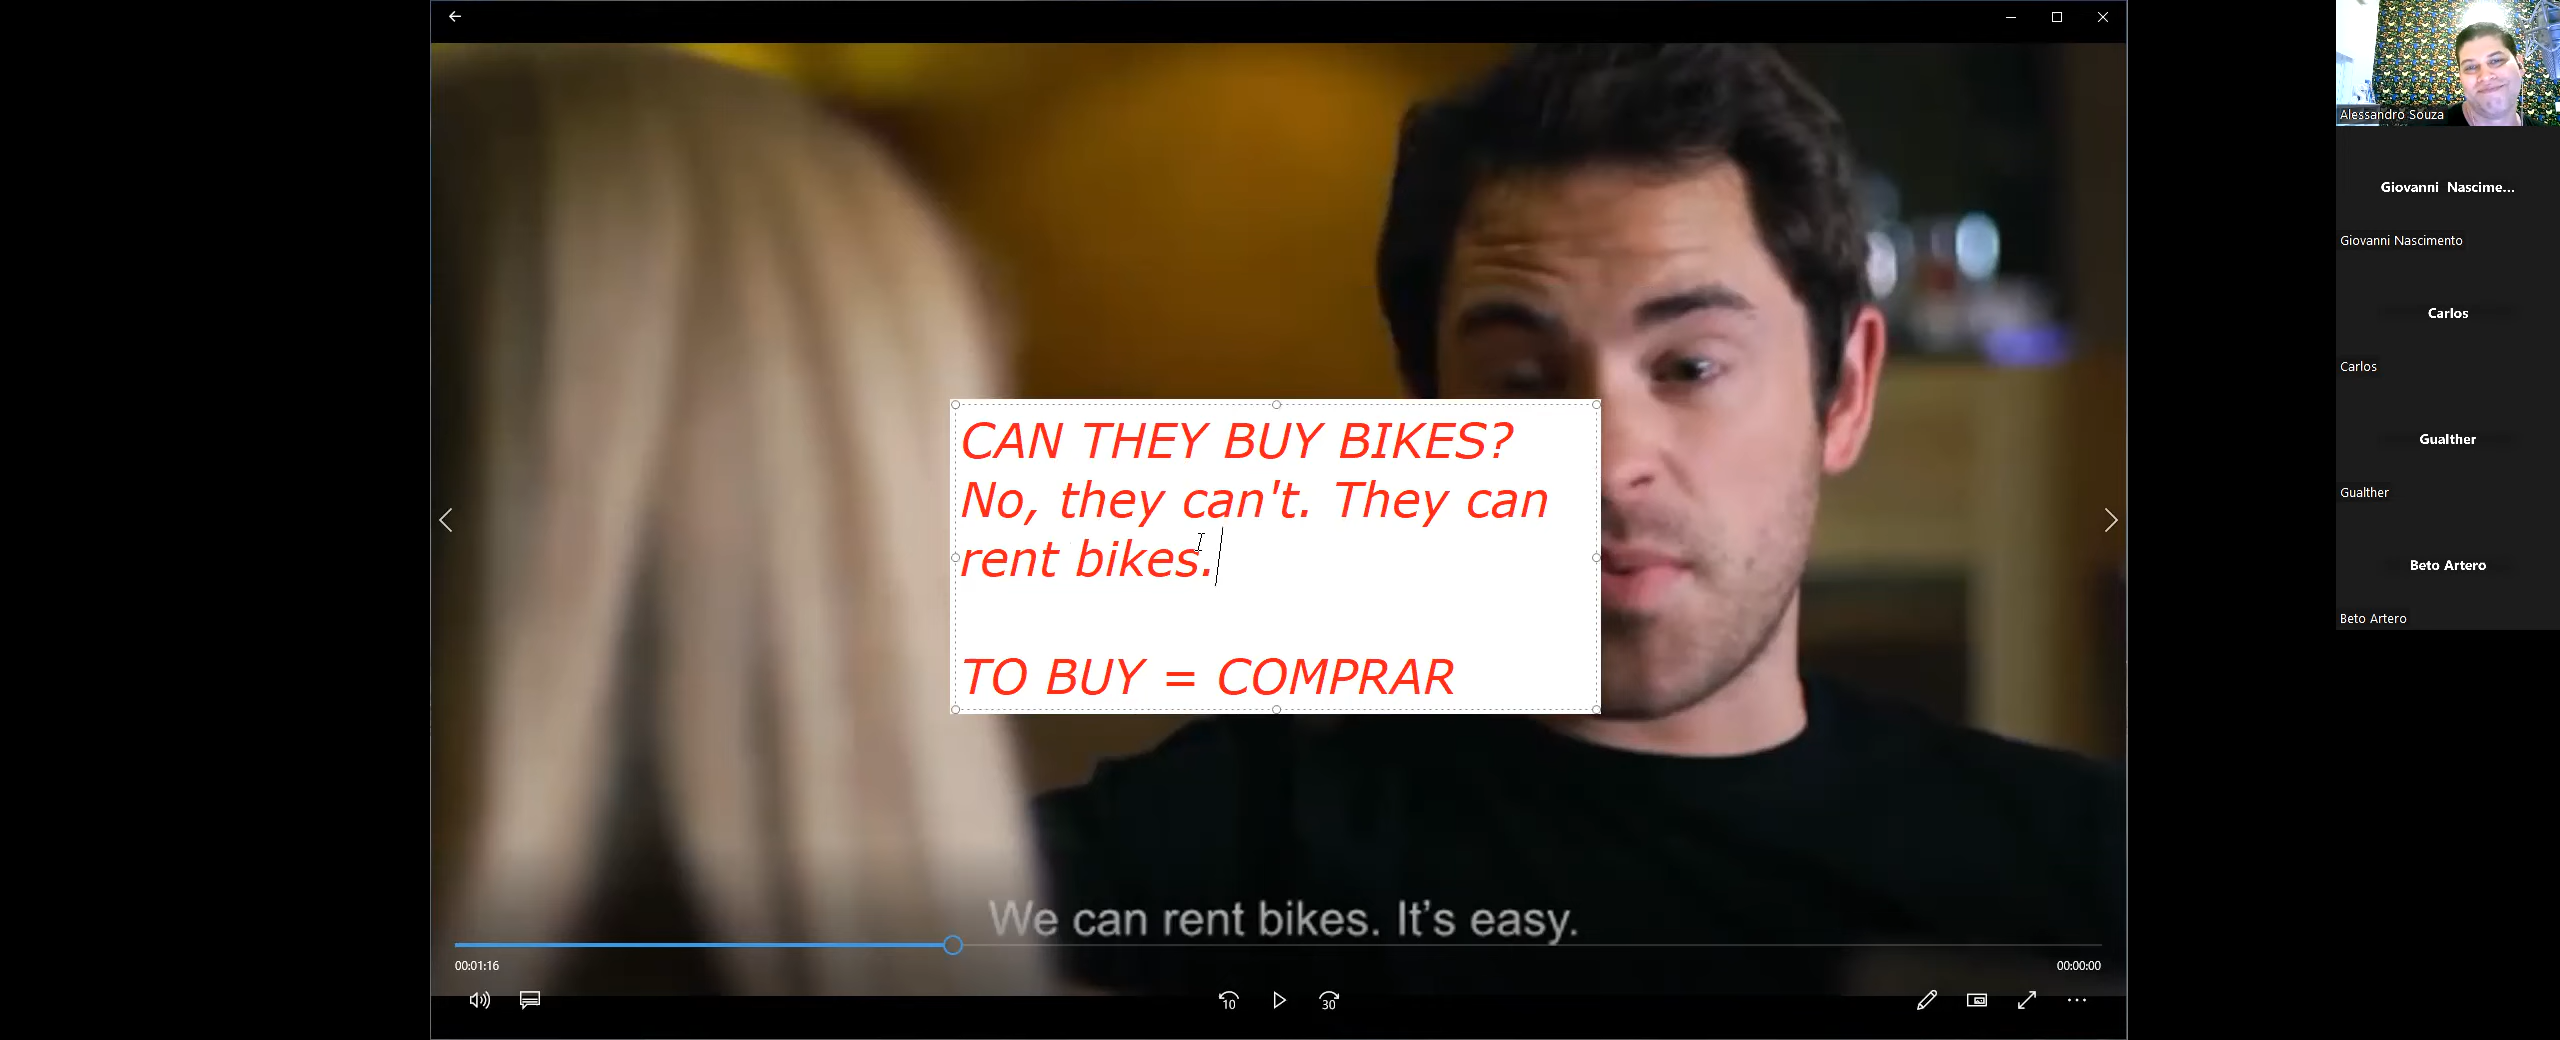 Alessandro Souza
Giovanni Nascime...
Giovanni Nascimento
Carlos
Carlos
Gualther
Gualther
Beto Artero
Beto Artero
CAN THEY BUY BIKES?
No, they can't. They can
rent bikes.
TO BUY = COMPRAR
We can rent bikes. It's easy.
00:01:16
00:00:00
10
30